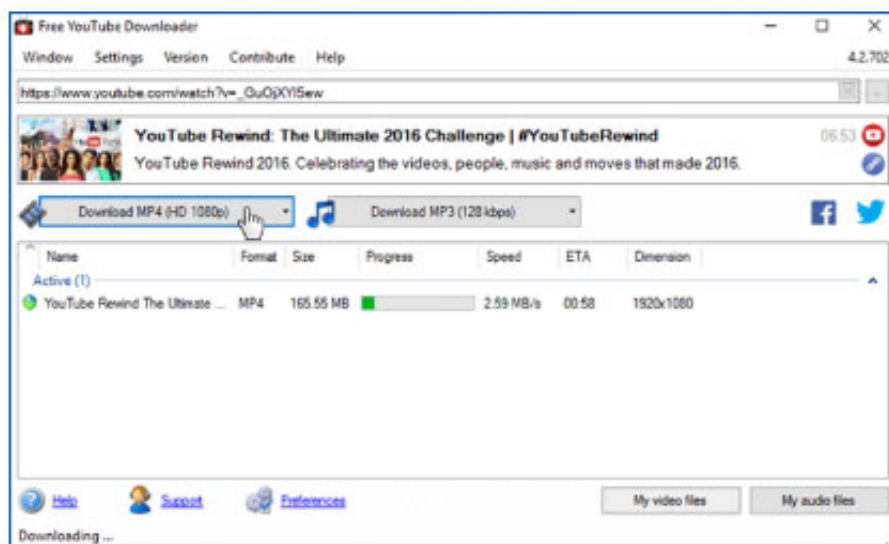 Free YouTube Downloader
Window Settings Version Contribute Help 4.2.702
https://www.youtube.com/watch?v=_GuOjXYI5ew
YouTube Rewind: The Ultimate 2016 Challenge | #YouTubeRewind 06:53
YouTube Rewind 2016. Celebrating the videos, people, music and moves that made 2016.
Download MP4 (HD 1080p) Download MP3 (128 kbps)
Name Format Size Progress Speed ETA Dimension
Active (1)
YouTube Rewind The Ultimate ... MP4 165.55 MB 2.59 MB/s 00:58 1920x1080
Help Support Preferences My video files My audio files
Downloading ...